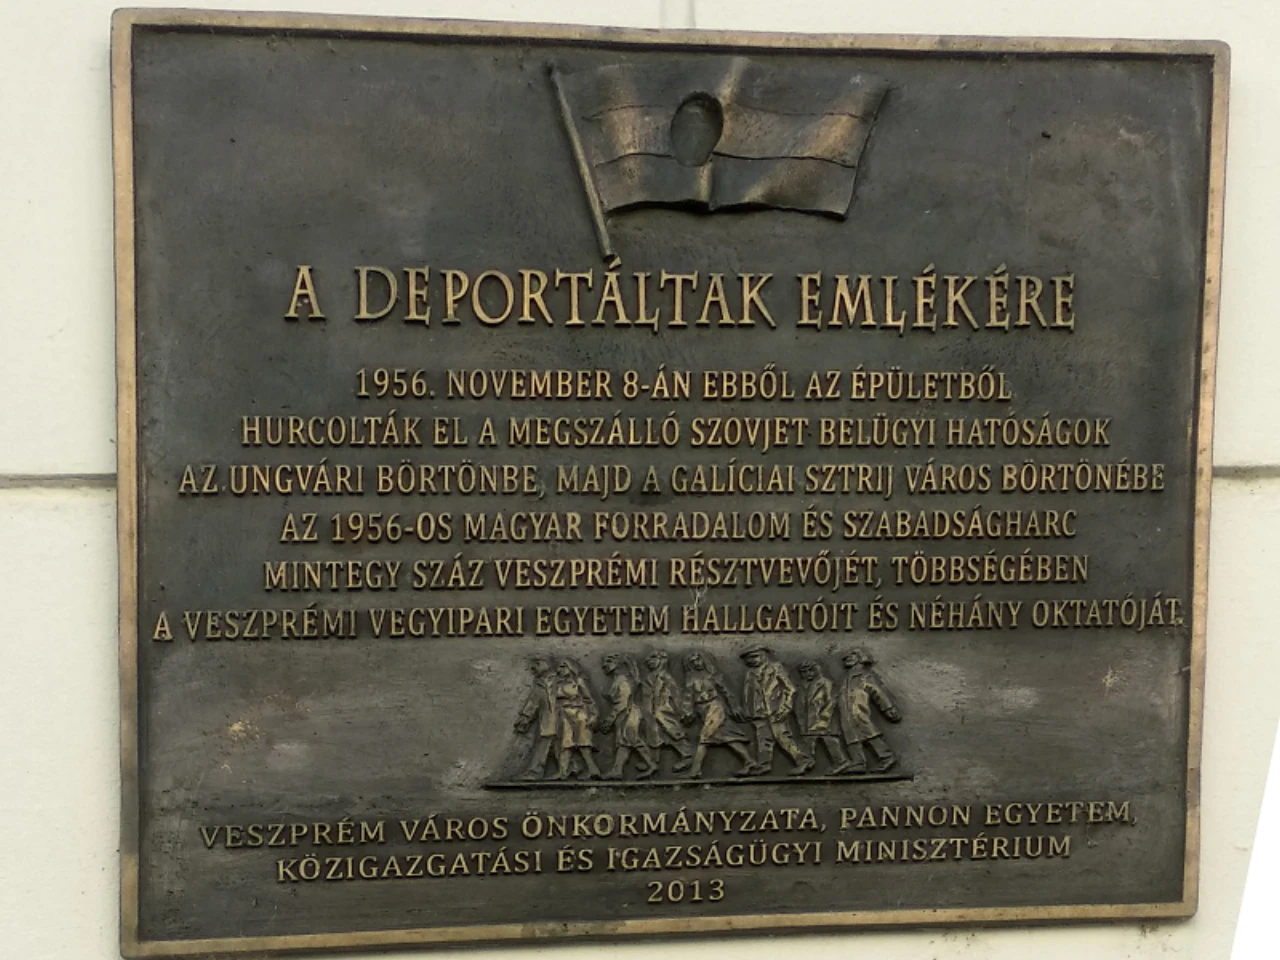 A DEPORTÁLTAK EMLÉKÉRE
1956. NOVEMBER 8-ÁN EBBŐL AZ ÉPÜLETBŐL
HURCOLTÁK EL A MEGSZÁLLÓ SZOVJET BELÜGYI HATÓSÁGOK
AZ UNGVÁRI BÖRTÖNBE, MAJD A GALÍCIAI SZTRIJ VÁROS BÖRTÖNÉBE
AZ 1956-OS MAGYAR FORRADALOM ÉS SZABADSÁGHARC
MINTEGY SZÁZ VESZPRÉMI RÉSZTVEVŐJÉT, TÖBBSÉGÉBEN
A VESZPRÉMI VEGYIPARI EGYETEM HALLGATÓIT ÉS NÉHÁNY OKTATÓJÁT.
VESZPRÉM VÁROS ÖNKORMÁNYZATA, PANNON EGYETEM,
KÖZIGAZGATÁSI ÉS IGAZSÁGÜGYI MINISZTÉRIUM
2013